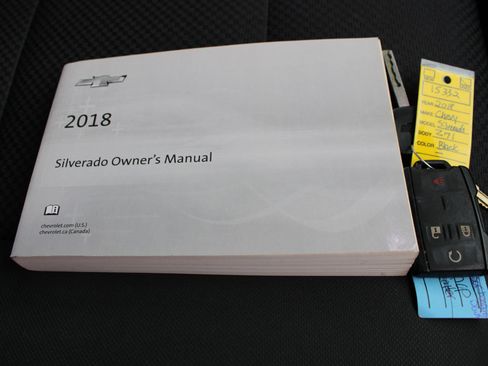 2018
Silverado Owner's Manual
chevrolet.com (U.S.)
chevrolet.ca (Canada)
15332
YEAR 2018
MAKE Chevy
MODEL Silverado
BODY Z71
COLOR Black